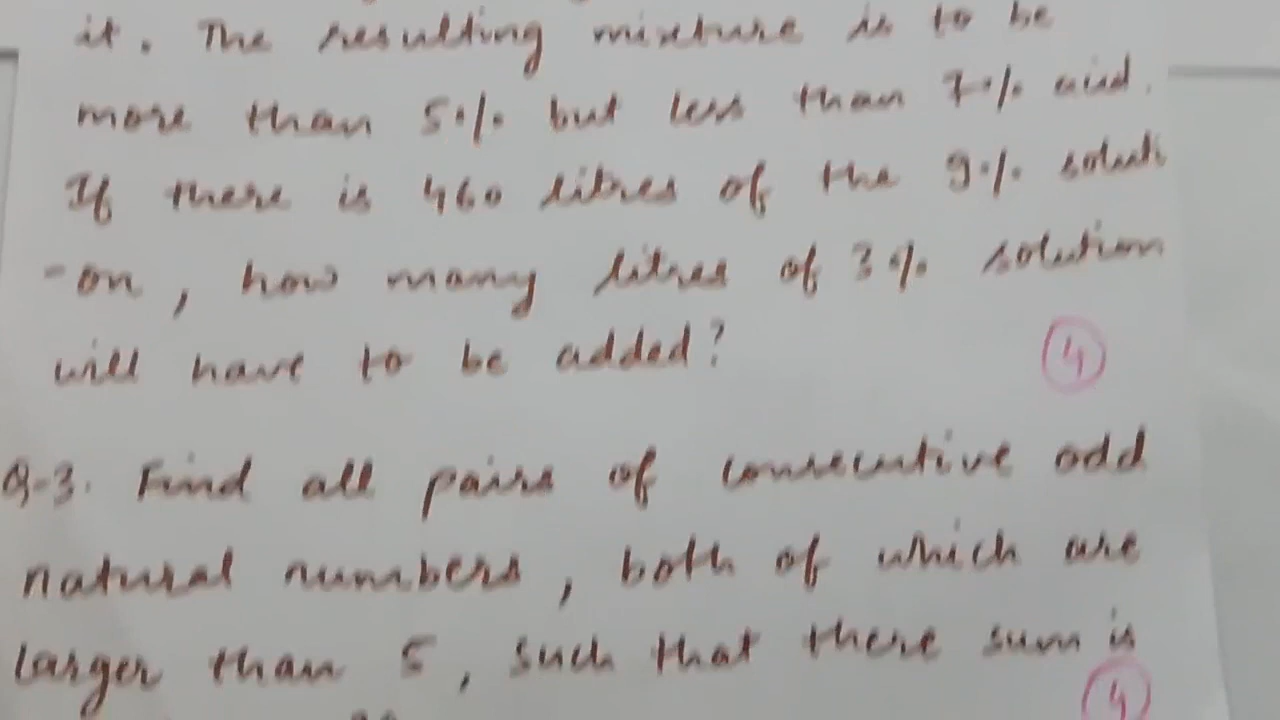 it. The resulting mixture is to be
more than 5% but less than 7% acid.
If there is 460 litres of the 9% soluti
-on, how many litres of 3% solution
will have to be added?
4
Q-3. Find all pairs of consecutive odd
natural numbers, both of which are
larger than 5, such that there sum is
4